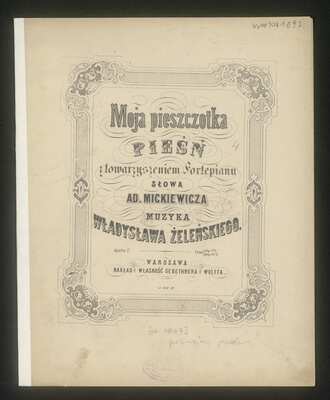 Moja pieszczotka
PIEŚŃ
z towarzyszeniem Fortepianu
SŁOWA
AD. MICKIEWICZA
MUZYKA
WŁADYSŁAWA ŻELEŃSKIEGO.
WARSZAWA
NAKŁAD I WŁASNOŚĆ GEBETHNERA I WOLFFA.